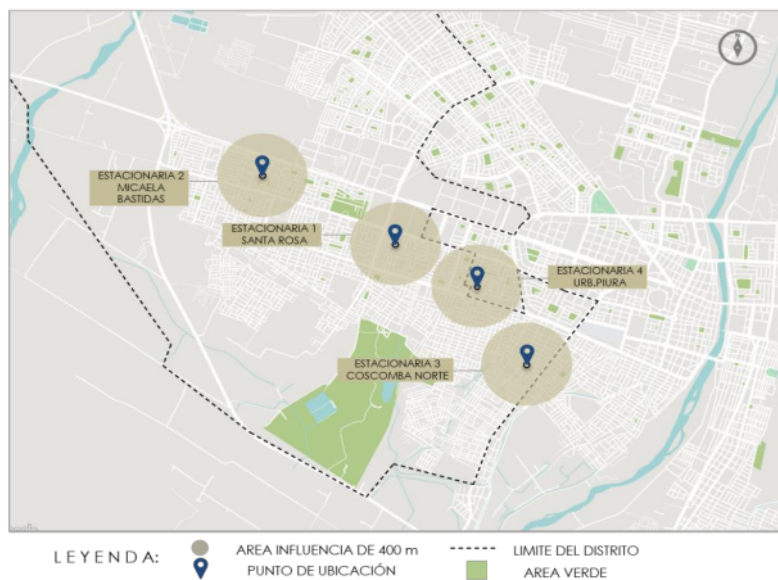 ESTACIONARIA 2
MICAELA
BASTIDAS
ESTACIONARIA 1
SANTA ROSA
ESTACIONARIA 4
URB.PIURA
ESTACIONARIA 3
COSCOMBA NORTE
LEYENDA:
AREA INFLUENCIA DE 400 m
LIMITE DEL DISTRITO
PUNTO DE UBICACIÓN
AREA VERDE